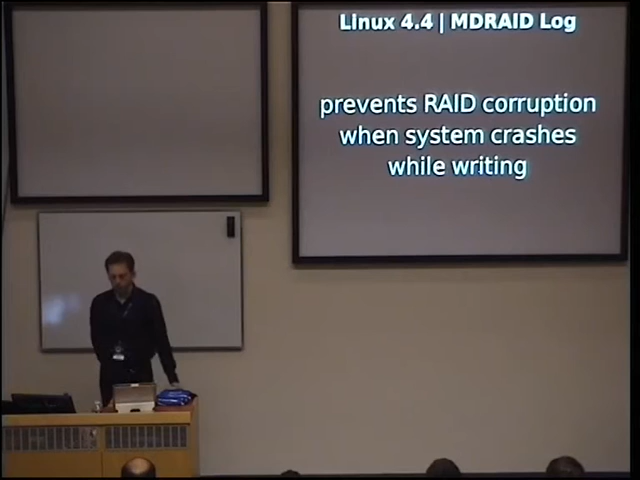 Linux 4.4 | MDRAID Log
prevents RAID corruption
when system crashes
while writing